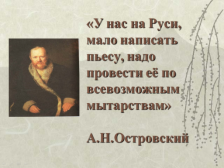 «У нас на Руси,
мало написать
пьесу, надо
провести её по
всевозможным
мытарствам»
А.Н.Островский